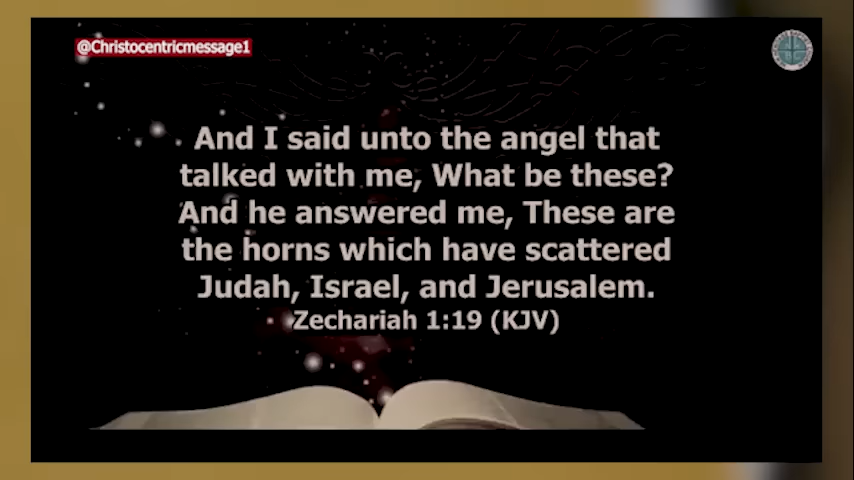 @Christocentricmessage1
And I said unto the angel that
talked with me, What be these?
And he answered me, These are
the horns which have scattered
Judah, Israel, and Jerusalem.
Zechariah 1:19 (KJV)